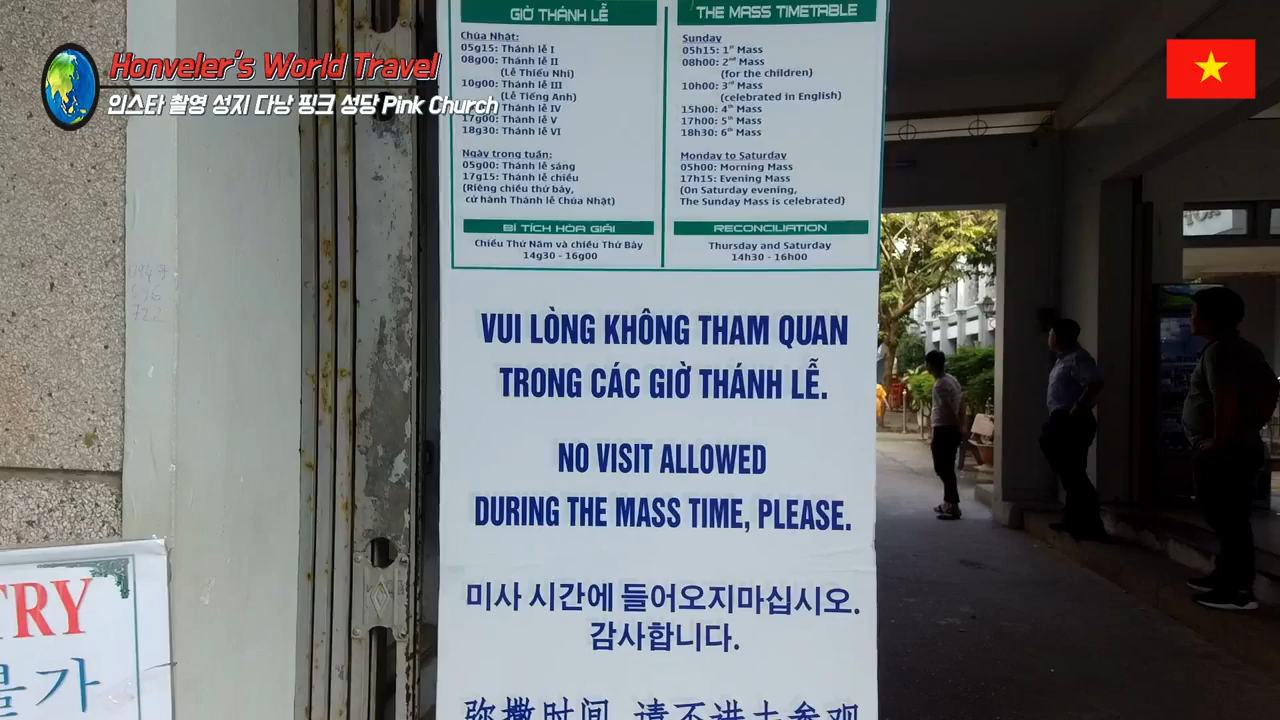 Honveler's World Travel
인스타 촬영 성지 다낭 핑크 성당 Pink Church
GIỜ THÁNH LỄ
Chúa Nhật:
05g15: Thánh lễ I
08g00: Thánh lễ II
(Lễ Thiếu Nhi)
10g00: Thánh lễ III
(Lễ Tiếng Anh)
Thánh lễ IV
17g00: Thánh lễ V
18g30: Thánh lễ VI
Ngày trong tuần:
05g00: Thánh lễ sáng
17g15: Thánh lễ chiều
(Riêng chiều thứ bảy,
cử hành Thánh lễ Chúa Nhật)
BÍ TÍCH HÒA GIẢI
Chiều Thứ Năm và chiều Thứ Bảy
14g30 - 16g00
THE MASS TIMETABLE
Sunday
05h15: 1st Mass
08h00: 2nd Mass
(for the children)
10h00: 3rd Mass
(celebrated in English)
15h00: 4th Mass
17h00: 5th Mass
18h30: 6th Mass
Monday to Saturday
05h00: Morning Mass
17h15: Evening Mass
(On Saturday evening,
The Sunday Mass is celebrated)
RECONCILIATION
Thursday and Saturday
14h30 - 16h00
VUI LÒNG KHÔNG THAM QUAN
TRONG CÁC GIỜ THÁNH LỄ.
NO VISIT ALLOWED
DURING THE MASS TIME, PLEASE.
미사 시간에 들어오지마십시오.
감사합니다.
弥撒时间 请不进去参观
TRY
불가